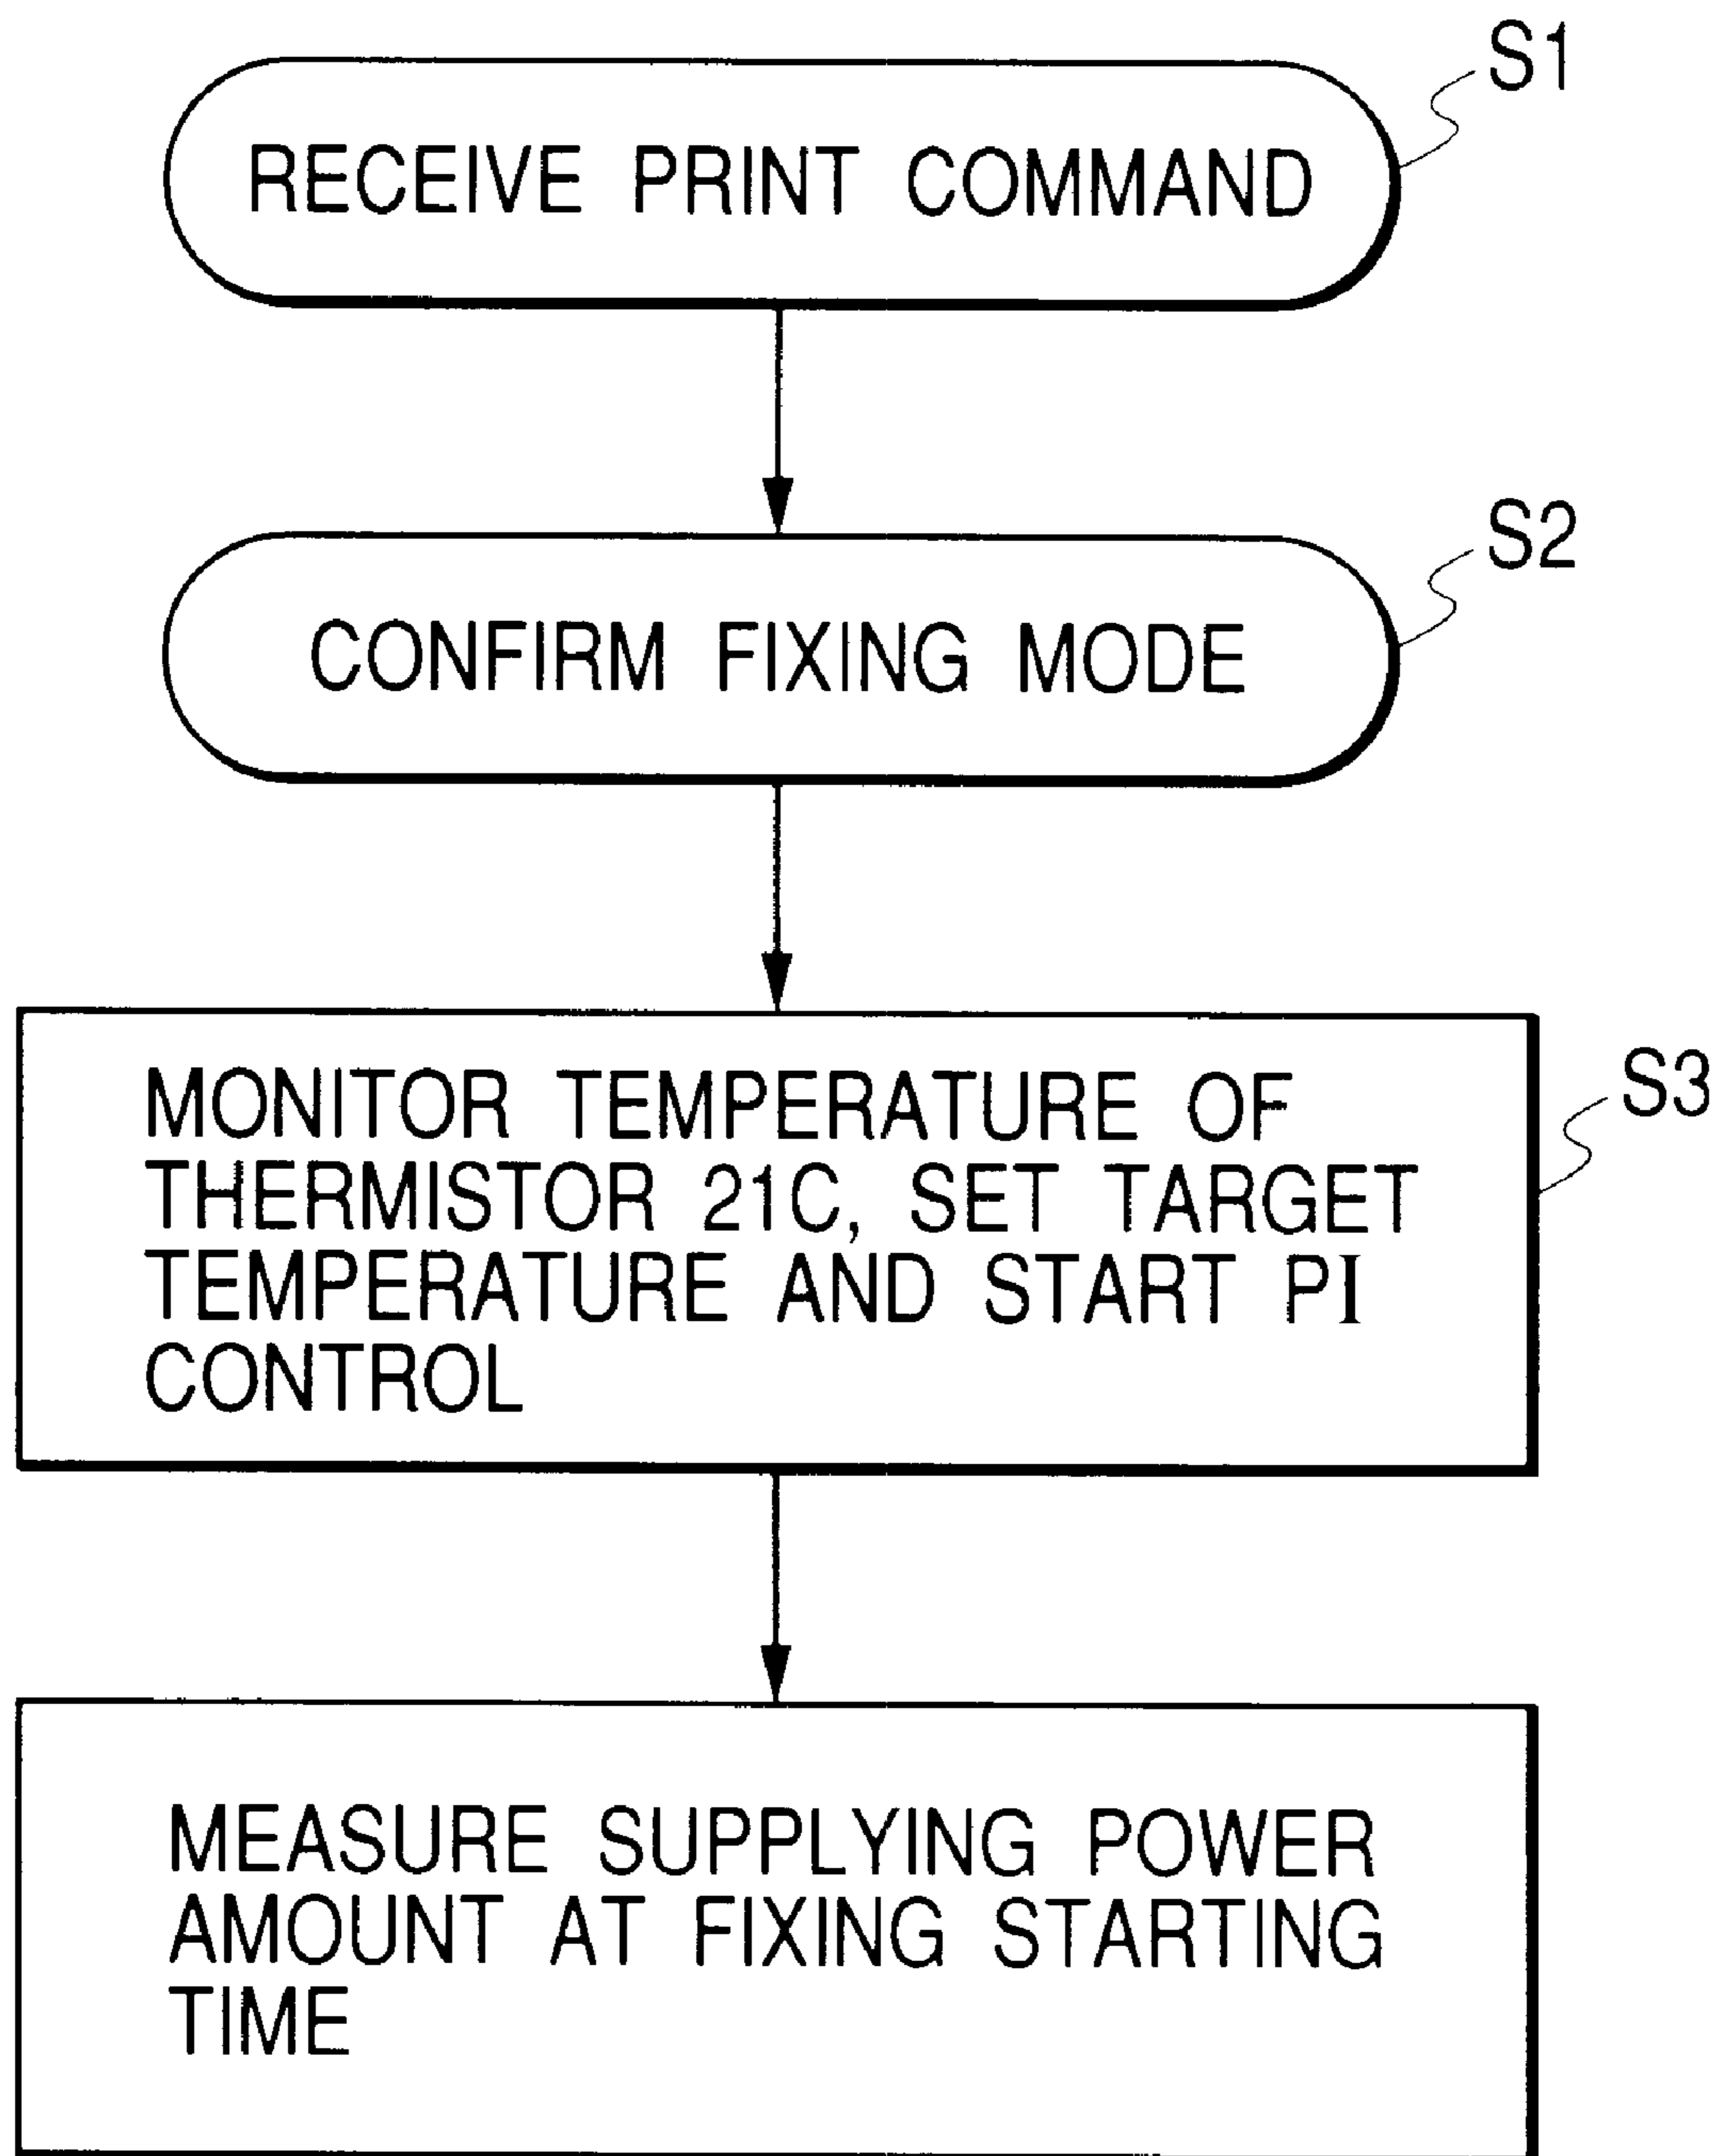 S1
RECEIVE PRINT COMMAND
S2
CONFIRM FIXING MODE
S3
MONITOR TEMPERATURE OF
THERMISTOR 21C, SET TARGET
TEMPERATURE AND START PI
CONTROL
MEASURE SUPPLYING POWER
AMOUNT AT FIXING STARTING
TIME